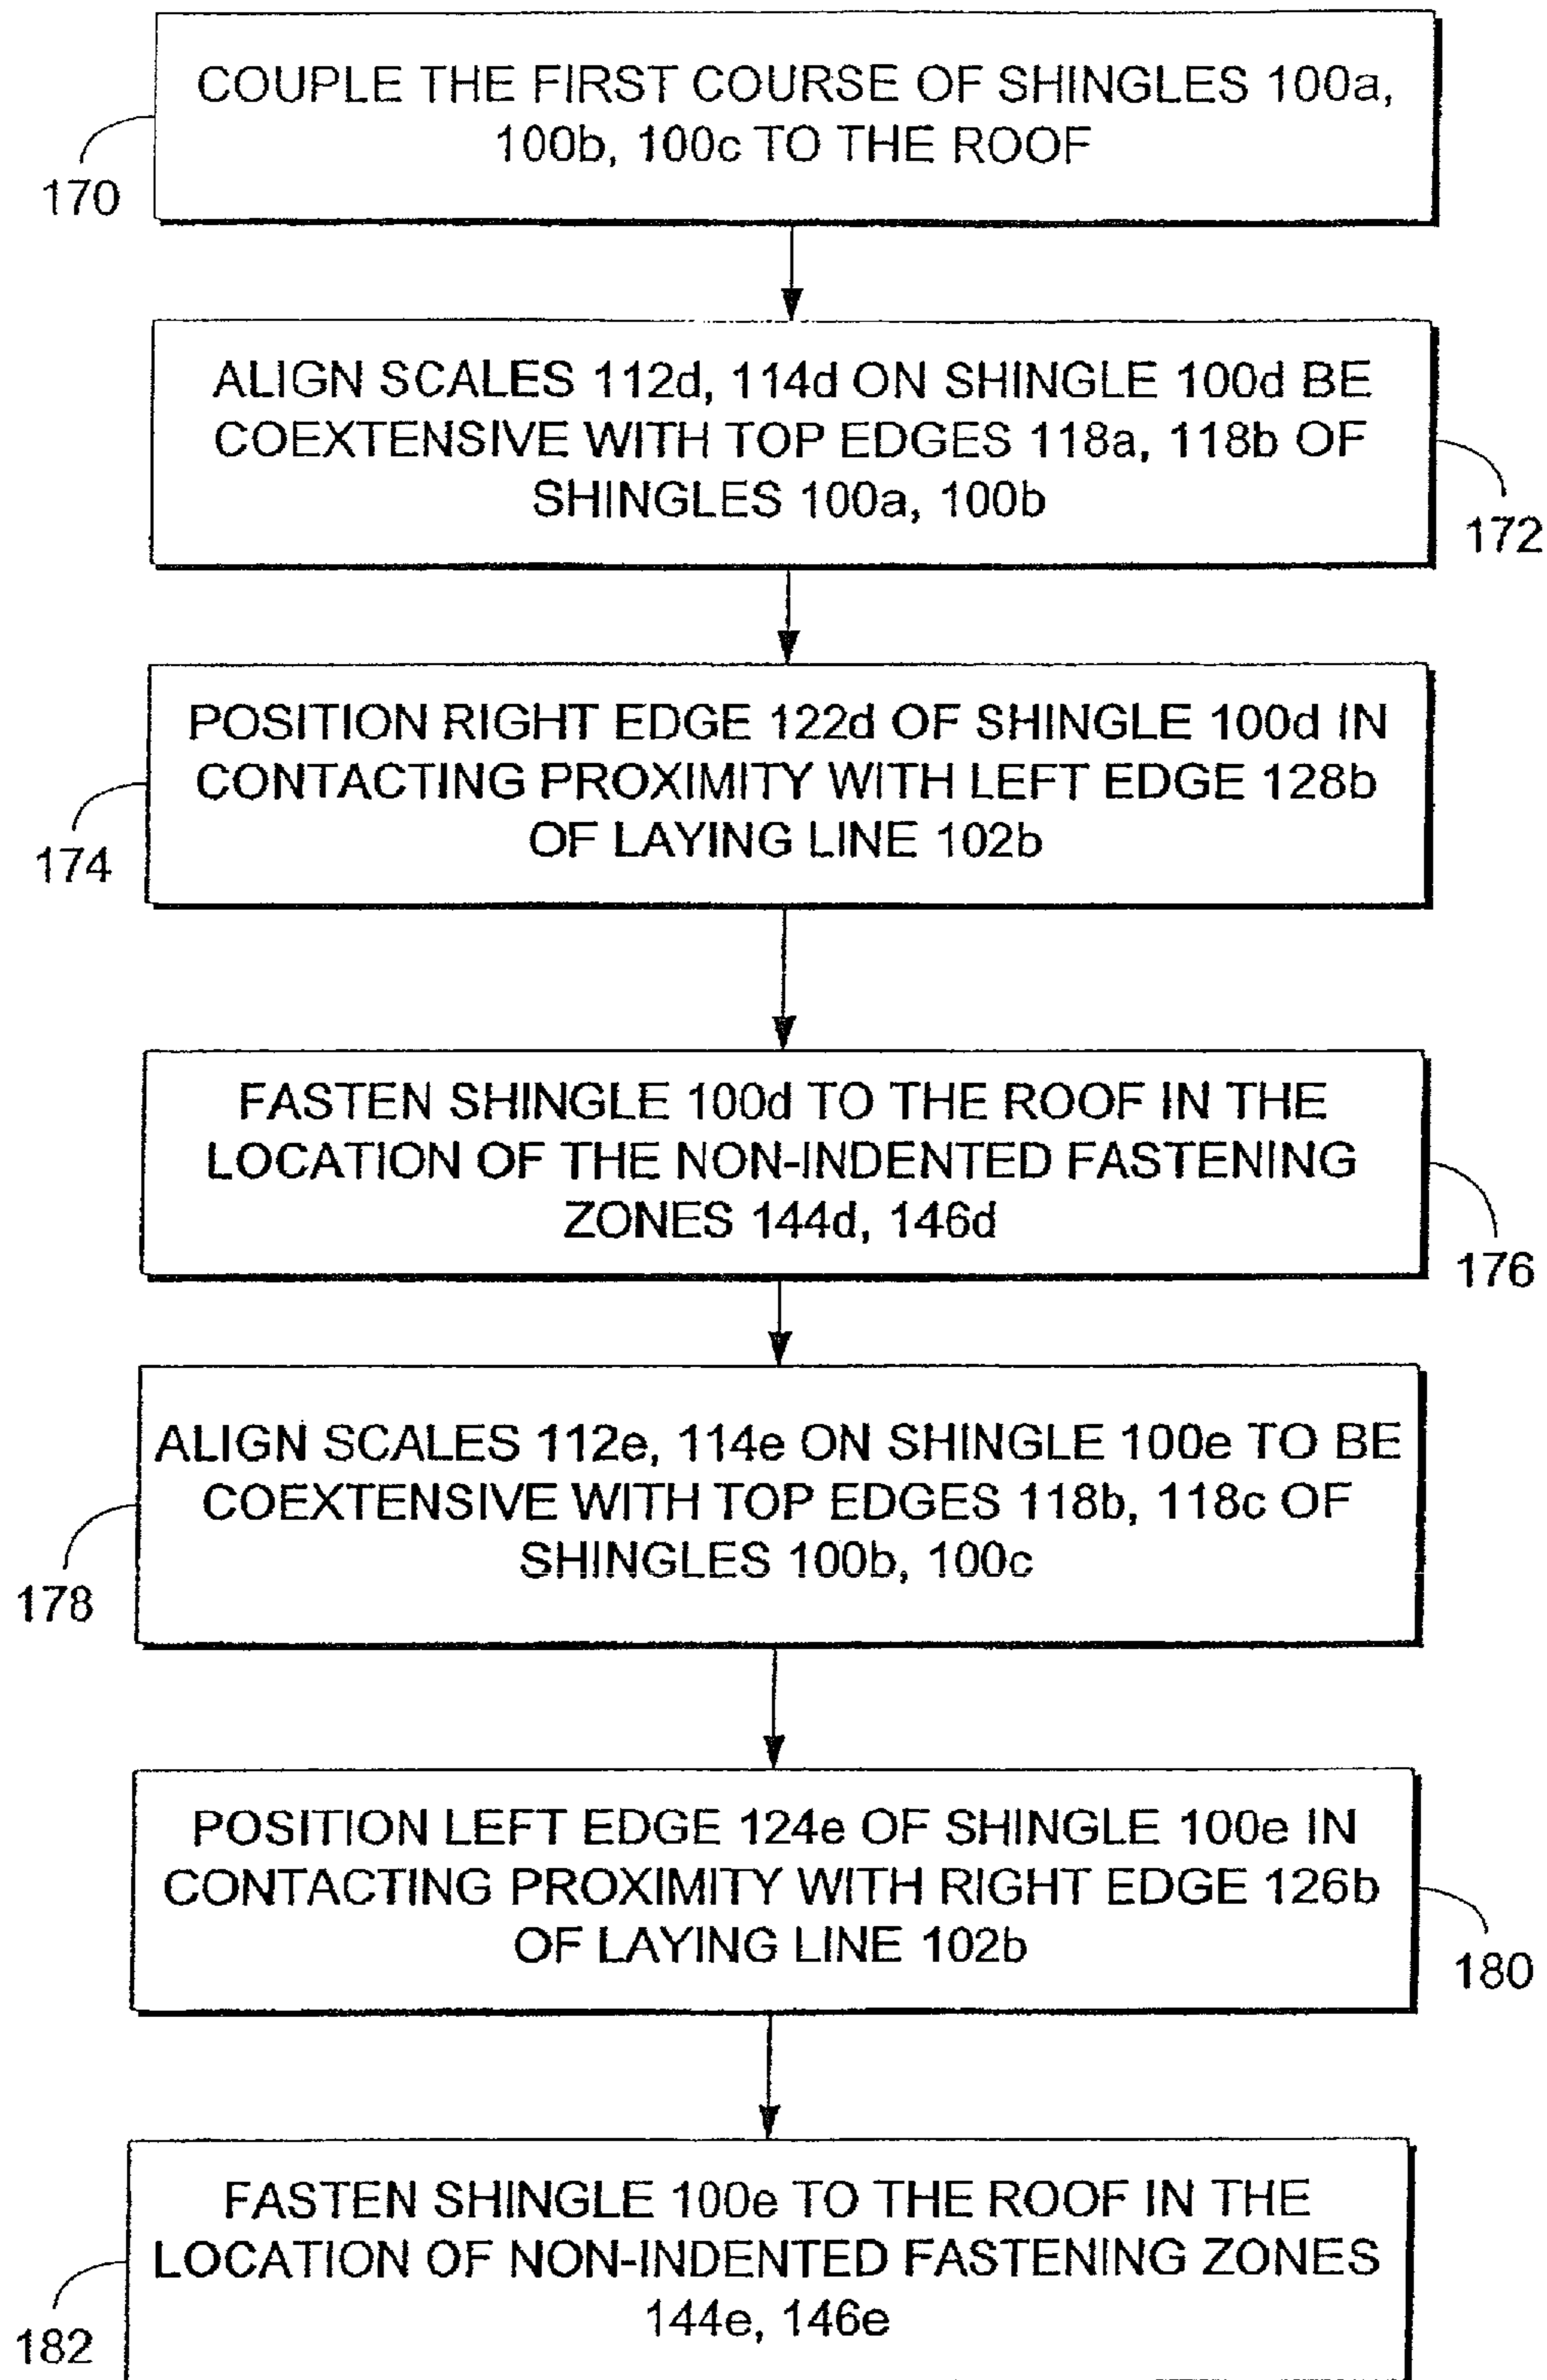 COUPLE THE FIRST COURSE OF SHINGLES 100a,
100b, 100c TO THE ROOF
170
ALIGN SCALES 112d, 114d ON SHINGLE 100d BE
COEXTENSIVE WITH TOP EDGES 118a, 118b OF
SHINGLES 100a, 100b
172
POSITION RIGHT EDGE 122d OF SHINGLE 100d IN
CONTACTING PROXIMITY WITH LEFT EDGE 128b
OF LAYING LINE 102b
174
FASTEN SHINGLE 100d TO THE ROOF IN THE
LOCATION OF THE NON-INDENTED FASTENING
ZONES 144d, 146d
176
ALIGN SCALES 112e, 114e ON SHINGLE 100e TO BE
COEXTENSIVE WITH TOP EDGES 118b, 118c OF
SHINGLES 100b, 100c
178
POSITION LEFT EDGE 124e OF SHINGLE 100e IN
CONTACTING PROXIMITY WITH RIGHT EDGE 126b
OF LAYING LINE 102b
180
FASTEN SHINGLE 100e TO THE ROOF IN THE
LOCATION OF NON-INDENTED FASTENING ZONES
144e, 146e
182